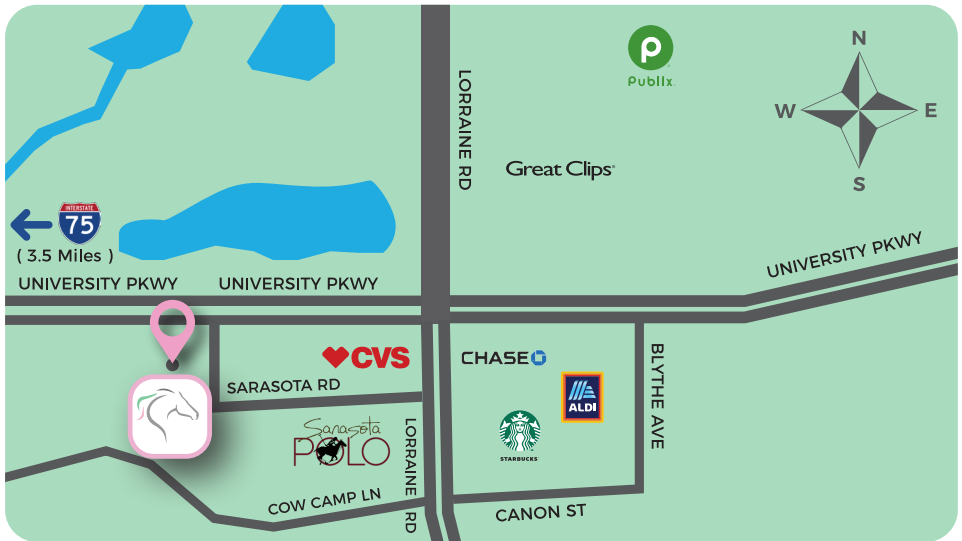 N
W
E
S
Publix.
LORRAINE RD
Great Clips®
INTERSTATE
75
( 3.5 Miles )
UNIVERSITY PKWY
UNIVERSITY PKWY
UNIVERSITY PKWY
CVS
CHASE
ALDI
STARBUCKS
BLYTHE AVE
SARASOTA RD
Sarasota
POLO
LORRAINE RD
COW CAMP LN
CANON ST